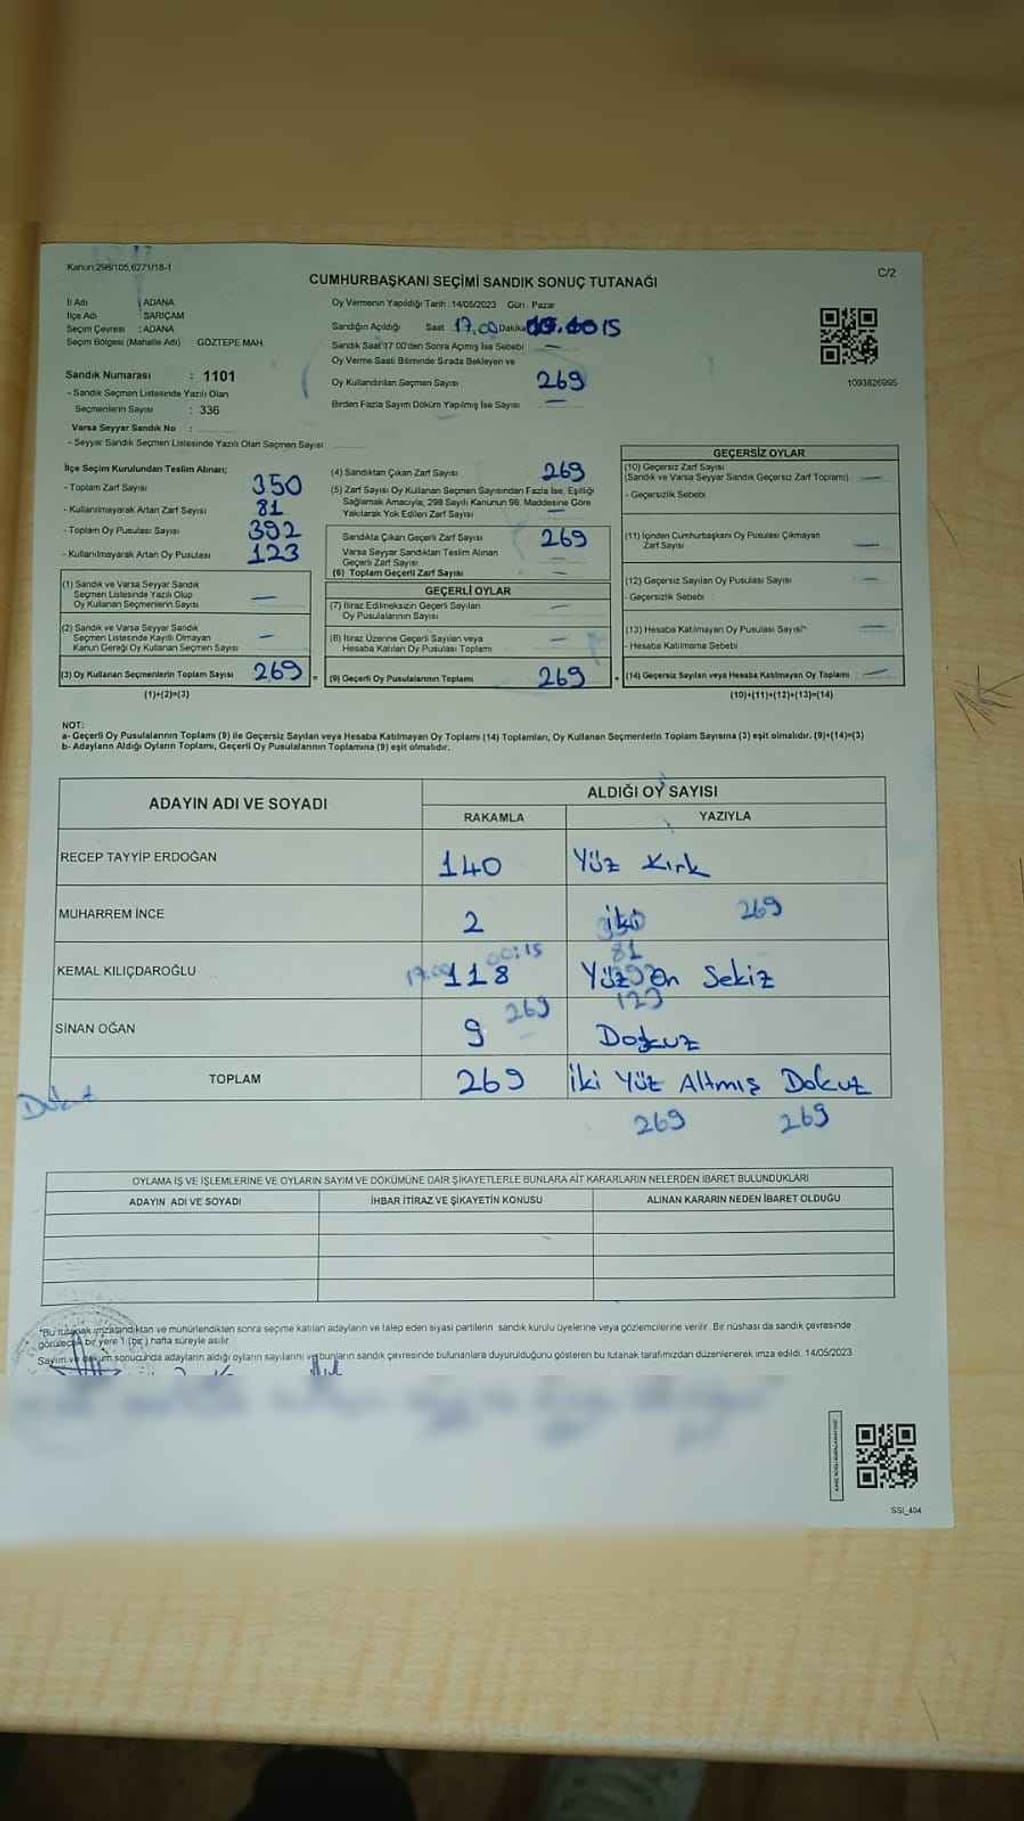 Kanun:298/105,6271/18-1
C/2
CUMHURBAŞKANI SEÇİMİ SANDIK SONUÇ TUTANAĞI
İl Adı : ADANA
İlçe Adı : SARIÇAM
Seçim Çevresi : ADANA
Seçim Bölgesi (Mahalle Adı) GÖZTEPE MAH.
Sandık Numarası : 1101
- Sandık Seçmen Listesinde Yazılı Olan
Seçmenlerin Sayısı : 336
Varsa Seyyar Sandık No :
- Seyyar Sandık Seçmen Listesinde Yazılı Olan Seçmen Sayısı
Oy Vermenin Yapıldığı Tarih : 14/05/2023 Gün : Pazar
Sandığın Açıldığı Saat 17.00 Dakika 15
Sandık Saat 17:00'den Sonra Açılmış İse Sebebi
Oy Verme Saati Bitiminde Sırada Bekleyen ve
Oy Kullandırılan Seçmen Sayısı 269
Birden Fazla Sayım Döküm Yapılmış İse Sayısı
1093826995
İlçe Seçim Kurulundan Teslim Alınan;
- Toplam Zarf Sayısı 350
- Kullanılmayarak Artan Zarf Sayısı 81
- Toplam Oy Pusulası Sayısı 392
- Kullanılmayarak Artan Oy Pusulası 123
(1) Sandık ve Varsa Seyyar Sandık
Seçmen Listesinde Yazılı Olup
Oy Kullanan Seçmenlerin Sayısı
(2) Sandık ve Varsa Seyyar Sandık
Seçmen Listesinde Kayıtlı Olmayan
Kanun Gereği Oy Kullanan Seçmen Sayısı
(3) Oy Kullanan Seçmenlerin Toplam Sayısı 269
(1)+(2)=(3)
(4) Sandıktan Çıkan Zarf Sayısı 269
(5) Zarf Sayısı Oy Kullanan Seçmen Sayısından Fazla İse, Eşitliği
Sağlamak Amacıyla, 298 Sayılı Kanunun 98. Maddesine Göre
Yakılarak Yok Edilen Zarf Sayısı
Sandıkta Çıkan Geçerli Zarf Sayısı 269
Varsa Seyyar Sandıktan Teslim Alınan
Geçerli Zarf Sayısı
(6) Toplam Geçerli Zarf Sayısı
GEÇERLİ OYLAR
(7) İtiraz Edilmeksizin Geçerli Sayılan
Oy Pusulalarının Sayısı
(8) İtiraz Üzerine Geçerli Sayılan veya
Hesaba Katılan Oy Pusulası Toplamı
(9) Geçerli Oy Pusulalarının Toplamı 269
GEÇERSİZ OYLAR
(10) Geçersiz Zarf Sayısı
(Sandık ve Varsa Seyyar Sandık Geçersiz Zarf Toplamı)
- Geçersizlik Sebebi
(11) İçinden Cumhurbaşkanı Oy Pusulası Çıkmayan
Zarf Sayısı
(12) Geçersiz Sayılan Oy Pusulası Sayısı
- Geçersizlik Sebebi
(13) Hesaba Katılmayan Oy Pusulası Sayısı
- Hesaba Katılmama Sebebi
(14) Geçersiz Sayılan veya Hesaba Katılmayan Oy Toplamı
(10)+(11)+(12)+(13)=(14)
NOT:
a- Geçerli Oy Pusulalarının Toplamı (9) ile Geçersiz Sayılan veya Hesaba Katılmayan Oy Toplamı (14) Toplamları, Oy Kullanan Seçmenlerin Toplam Sayısına (3) eşit olmalıdır. (9)+(14)=(3)
b- Adayların Aldığı Oyların Toplamı, Geçerli Oy Pusulalarının Toplamına (9) eşit olmalıdır.
ADAYIN ADI VE SOYADI
ALDIĞI OY SAYISI
RAKAMLA YAZIYLA
RECEP TAYYİP ERDOĞAN 140 Yüz Kırk
MUHARREM İNCE 2 iki 269
00:15 81
KEMAL KILIÇDAROĞLU 17:00 118 Yüz On Sekiz
269 123
SİNAN OĞAN 9 Dokuz
TOPLAM 269 İki Yüz Altmış Dokuz
Dokuz
269 269
OYLAMA İŞ VE İŞLEMLERİNE VE OYLARIN SAYIM VE DÖKÜMÜNE DAİR ŞİKAYETLERLE BUNLARA AİT KARARLARIN NELERDEN İBARET BULUNDUKLARI
ADAYIN ADI VE SOYADI İHBAR İTİRAZ VE ŞİKAYETİN KONUSU ALINAN KARARIN NEDEN İBARET OLDUĞU
"Bu tutanak imzalandıktan ve mühürlendikten sonra seçime katılan adayların ve talep eden siyasi partilerin sandık kurulu üyelerine veya gözlemcilerine verilir. Bir nüshası da sandık çevresinde
görülecek bir yere 1 (bir) hafta süreyle asılır
Sayım ve döküm sonucunda adayların aldığı oyların sayılarını ve bunların sandık çevresinde bulunanlara duyurulduğunu gösteren bu tutanak tarafımızdan düzenlenerek imza edildi. 14/05/2023
SSI_404